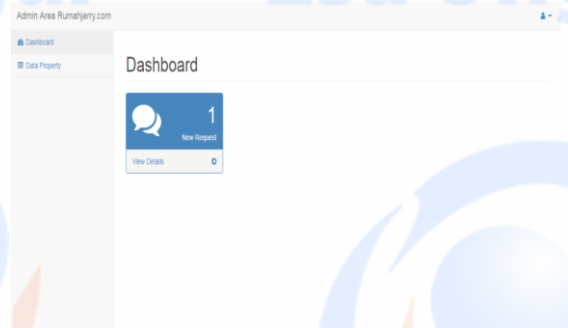 Admin Area Rumahjerry.com
Dashboard
Data Property
Dashboard
1
New Request
View Details